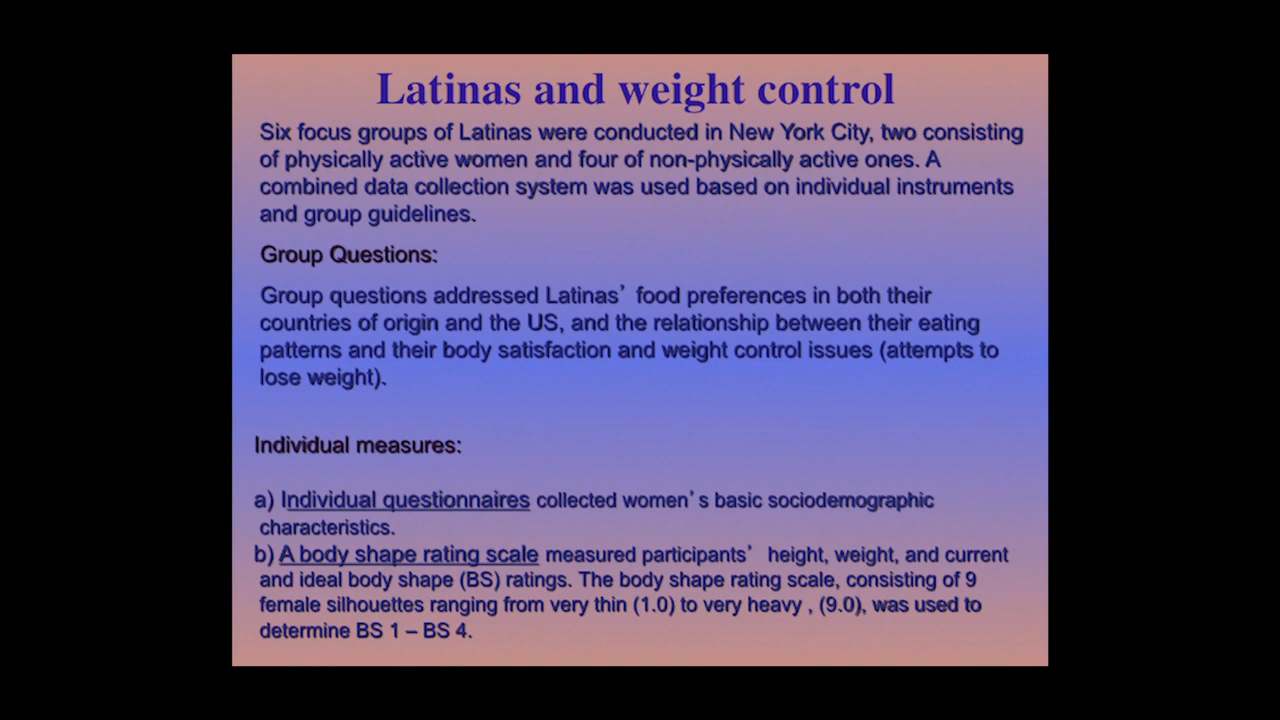 Latinas and weight control
Six focus groups of Latinas were conducted in New York City, two consisting
of physically active women and four of non-physically active ones. A
combined data collection system was used based on individual instruments
and group guidelines.
Group Questions:
Group questions addressed Latinas’ food preferences in both their
countries of origin and the US, and the relationship between their eating
patterns and their body satisfaction and weight control issues (attempts to
lose weight).
Individual measures:
a) Individual questionnaires collected women’s basic sociodemographic
characteristics.
b) A body shape rating scale measured participants’ height, weight, and current
and ideal body shape (BS) ratings. The body shape rating scale, consisting of 9
female silhouettes ranging from very thin (1.0) to very heavy , (9.0), was used to
determine BS 1 – BS 4.